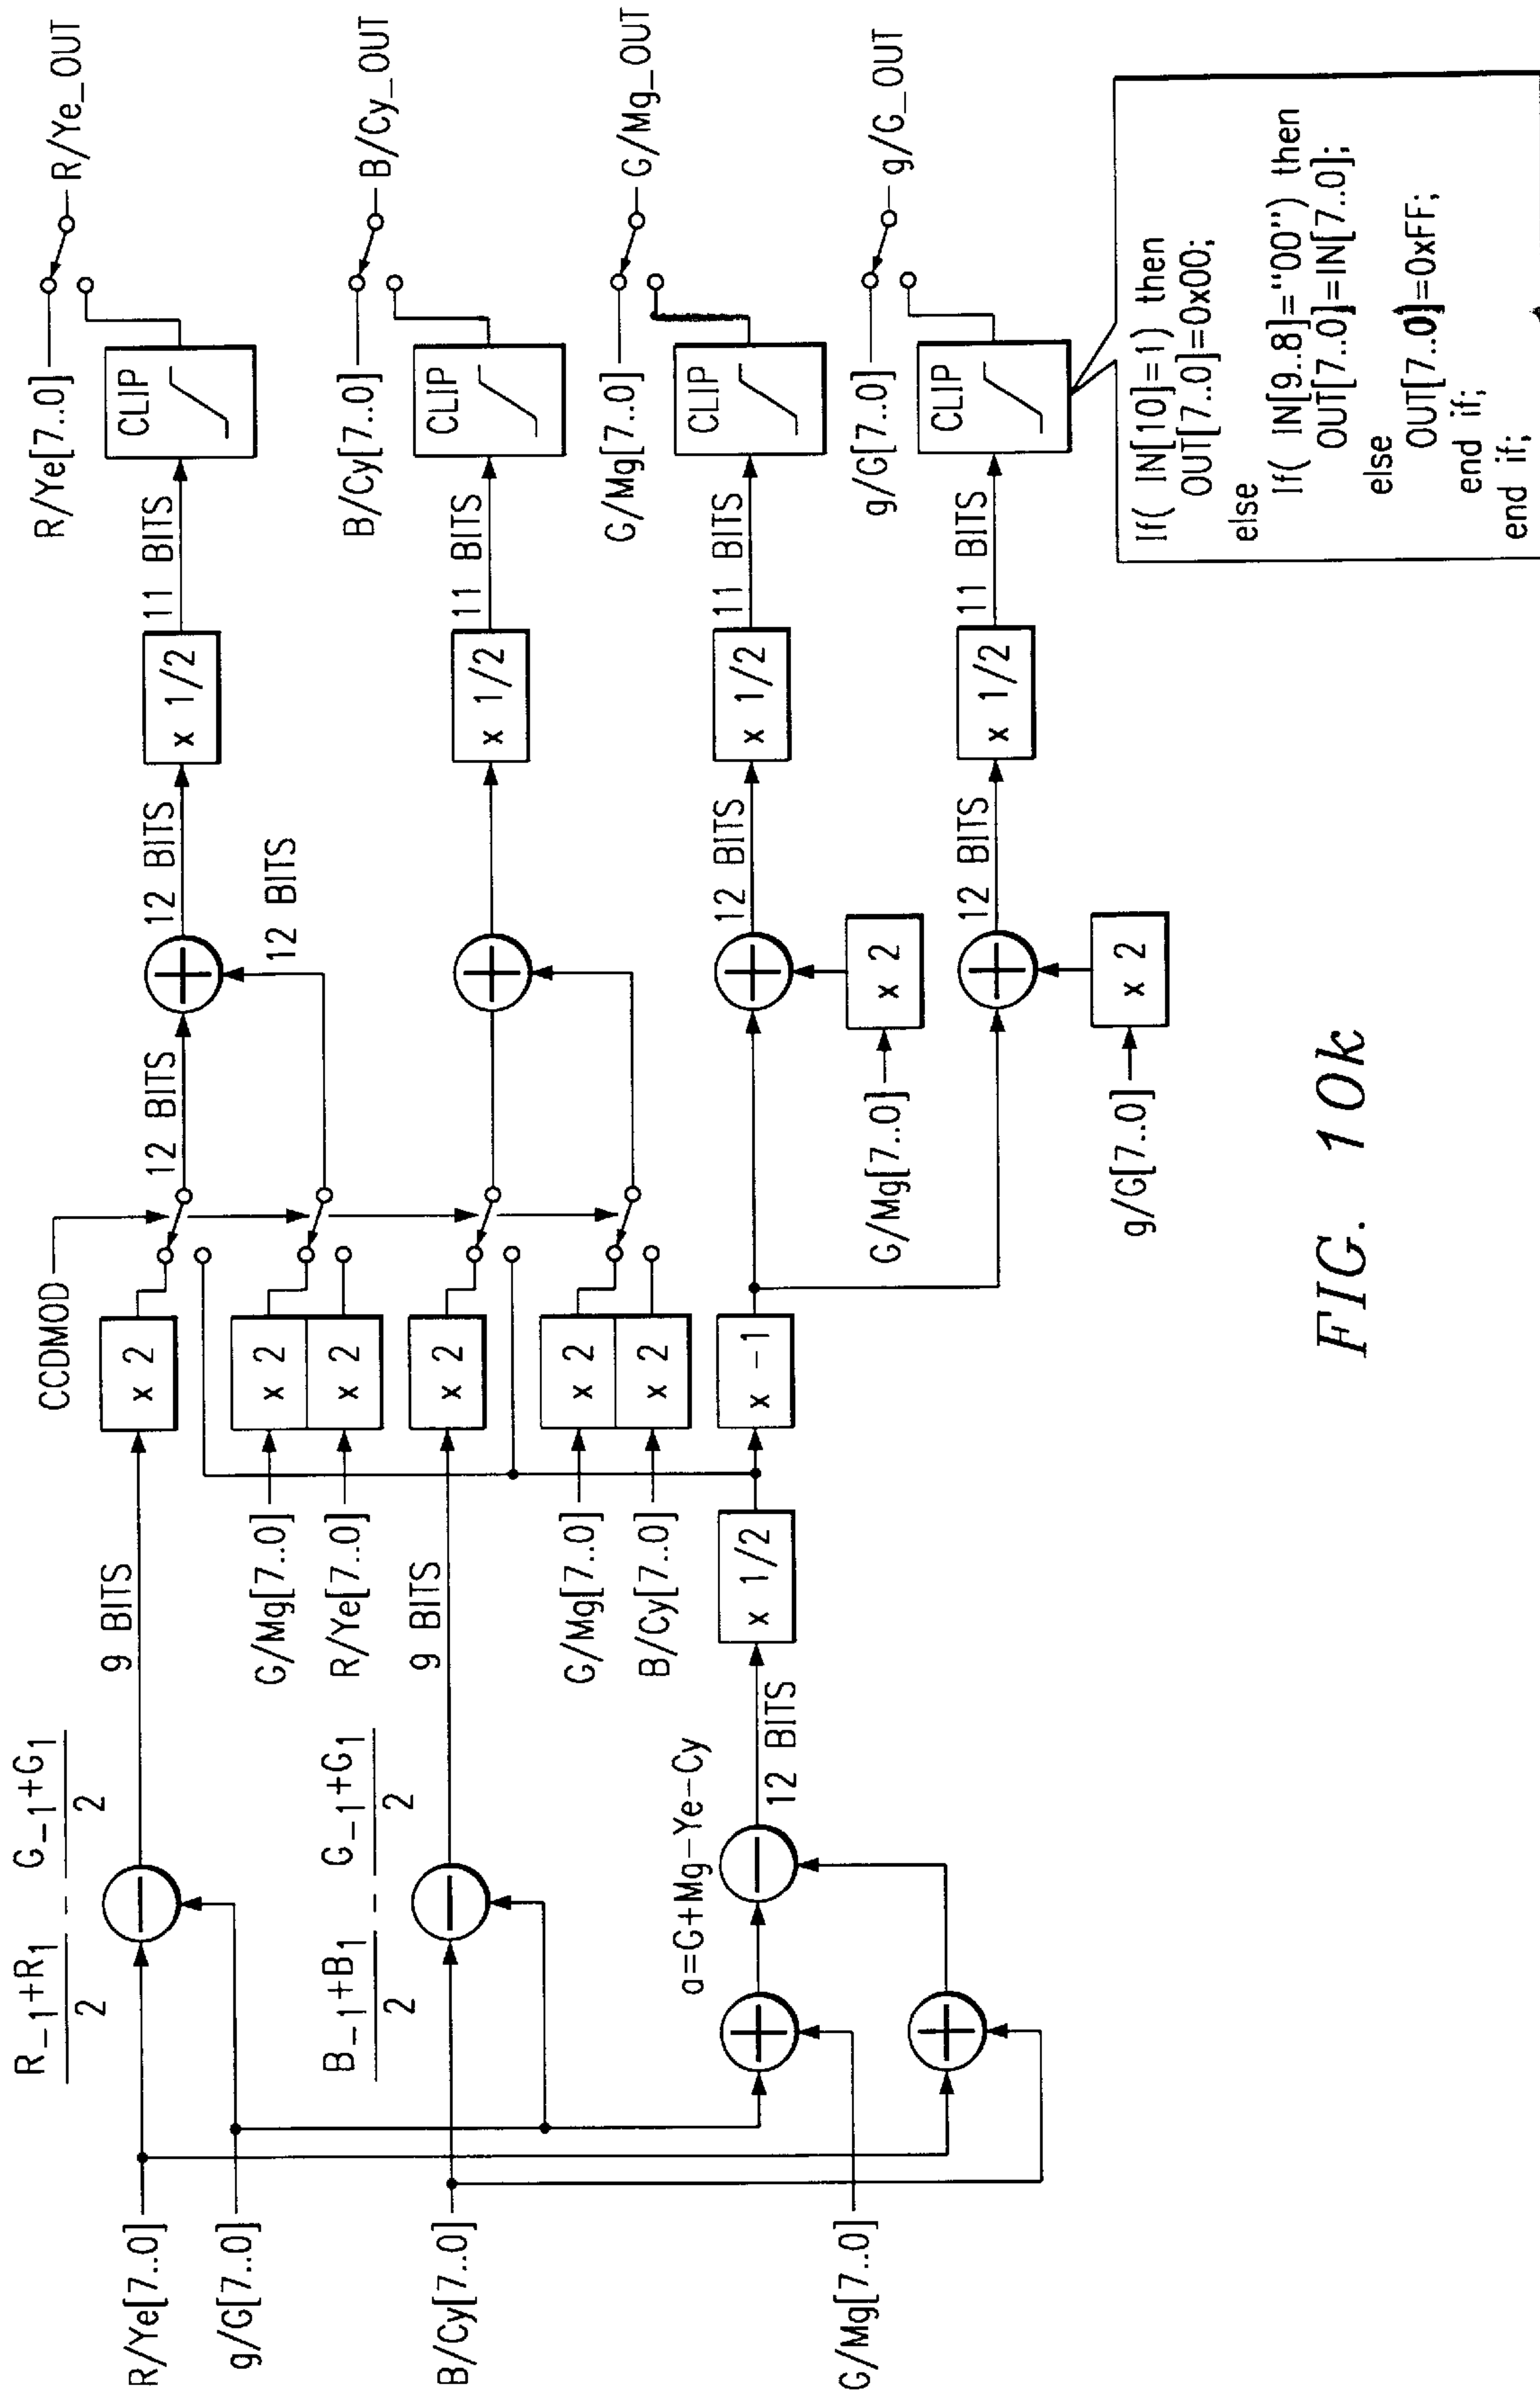 R/Ye[7..0]
g/G[7..0]
B/Cy[7..0]
G/Mg[7..0]
R₋₁+R₁
2
-
G₋₁+G₁
2
B₋₁+B₁
2
-
G₋₁+G₁
2
a=G+Mg-Ye-Cy
12 BITS
9 BITS
9 BITS
x 1/2
G/Mg[7..0]
R/Ye[7..0]
G/Mg[7..0]
B/Cy[7..0]
CCDMOD
x 2
x 2
x 2
x 2
x 2
x 2
x -1
12 BITS
12 BITS
12 BITS
G/Mg[7..0]
x 2
g/G[7..0]
x 2
12 BITS
12 BITS
x 1/2
x 1/2
x 1/2
x 1/2
11 BITS
11 BITS
11 BITS
11 BITS
CLIP
CLIP
CLIP
CLIP
R/Ye[7..0]
R/Ye_OUT
B/Cy[7..0]
B/Cy_OUT
G/Mg[7..0]
G/Mg_OUT
g/G[7..0]
g/G_OUT
If( IN[10]=1) then
OUT[7..0]=0x00;
else
If( IN[9..8]="00") then
OUT[7..0]=IN[7..0];
else
OUT[7..0]=0xFF;
end if;
end if;
FIG. 10k